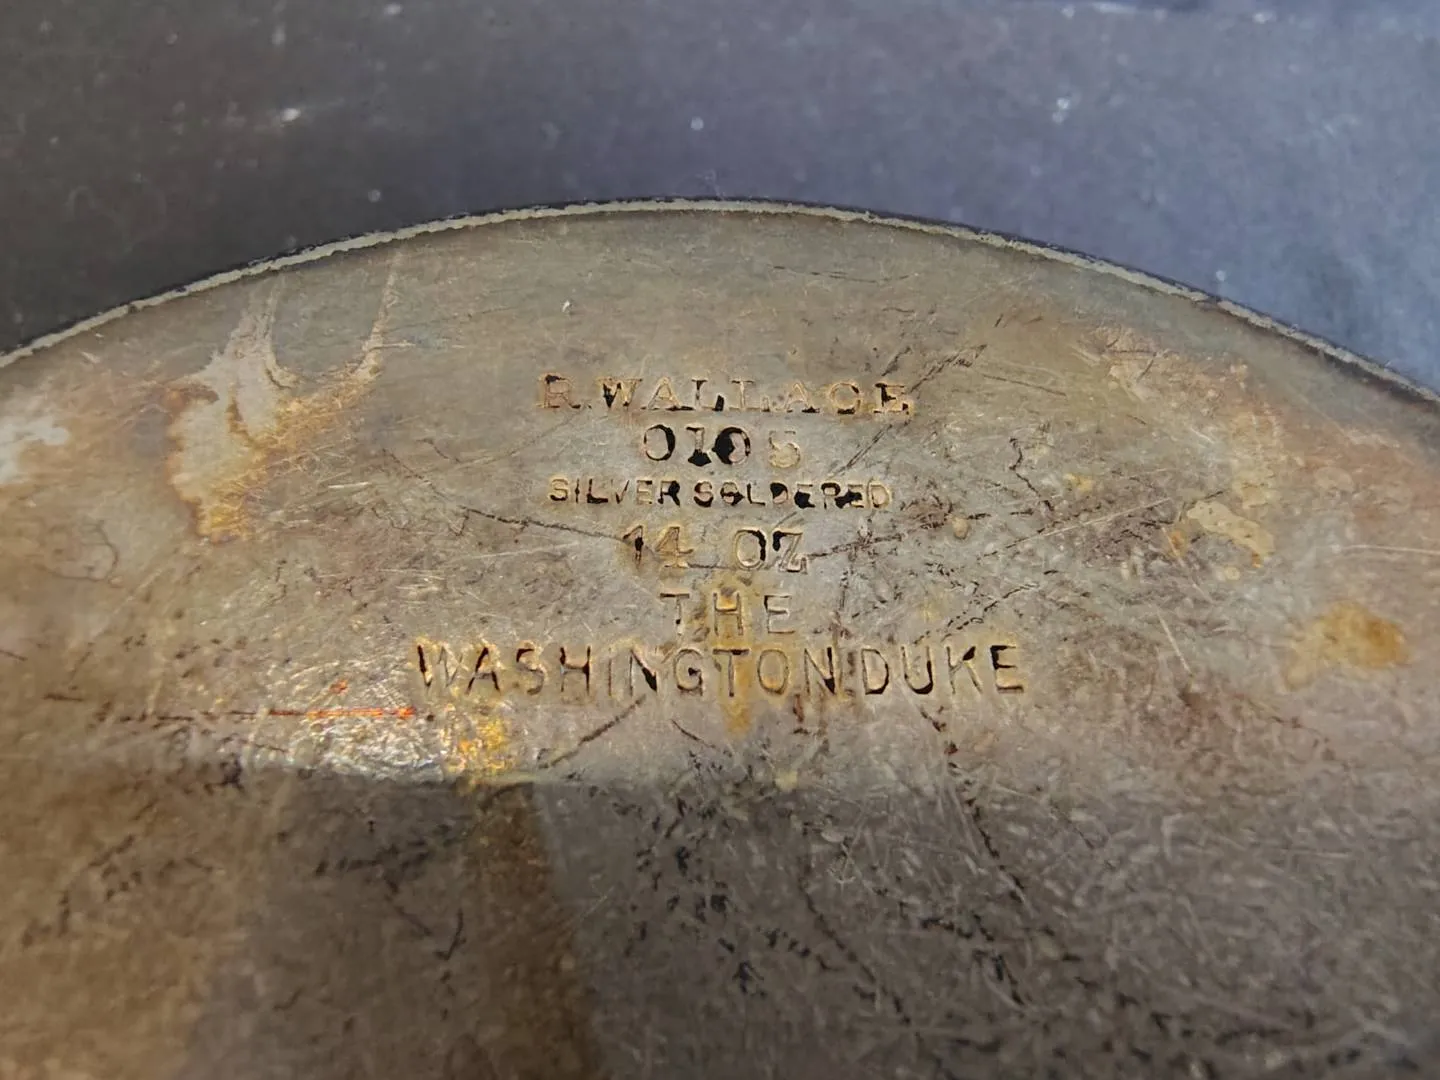 R.WALLACE
0105
SILVER SOLDERED
14 OZ
THE
WASHINGTON DUKE